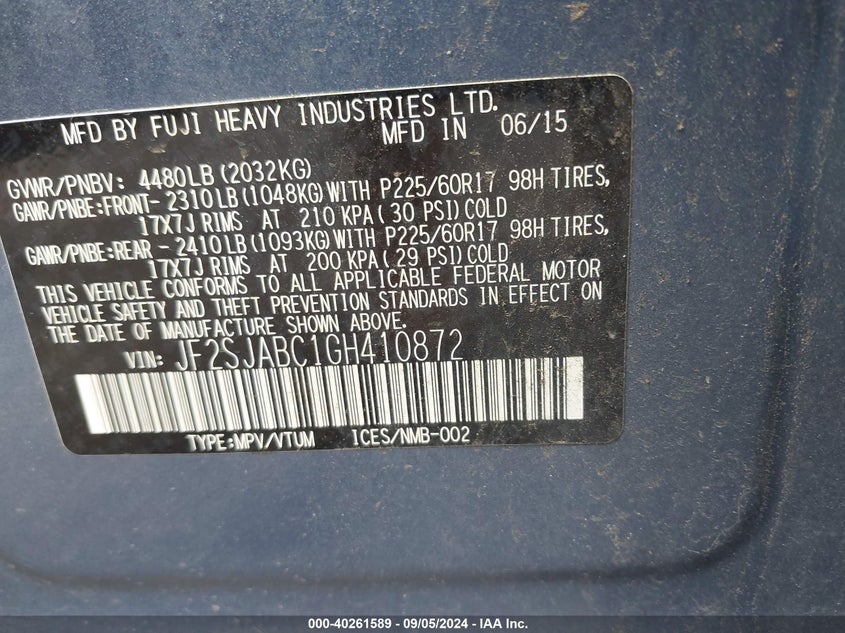 MFD BY FUJI HEAVY INDUSTRIES LTD.
MFD IN 06/15
GVWR/PNBV: 4480LB (2032KG)
GAWR/PNBE:FRONT- 2310LB (1048KG) WITH P225/60R17 98H TIRES,
17X7J RIMS AT 210 KPA ( 30 PSI) COLD
GAWR/PNBE:REAR - 2410LB (1093KG) WITH P225/60R17 98H TIRES,
17X7J RIMS AT 200 KPA ( 29 PSI) COLD
THIS VEHICLE CONFORMS TO ALL APPLICABLE FEDERAL MOTOR
VEHICLE SAFETY AND THEFT PREVENTION STANDARDS IN EFFECT ON
THE DATE OF MANUFACTURE SHOWN ABOVE.
VIN: JF2SJABC1GH410872
TYPE:MPV/VTUM ICES/NMB-002
000-40261589 - 09/05/2024 - IAA Inc.